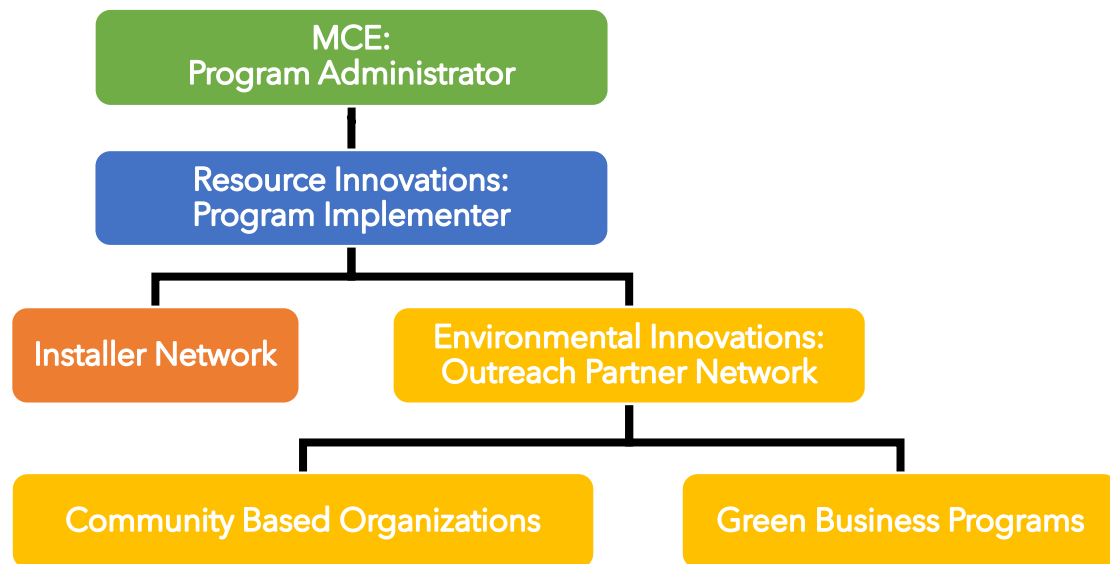 MCE:
Program Administrator
Resource Innovations:
Program Implementer
Installer Network
Environmental Innovations:
Outreach Partner Network
Community Based Organizations
Green Business Programs